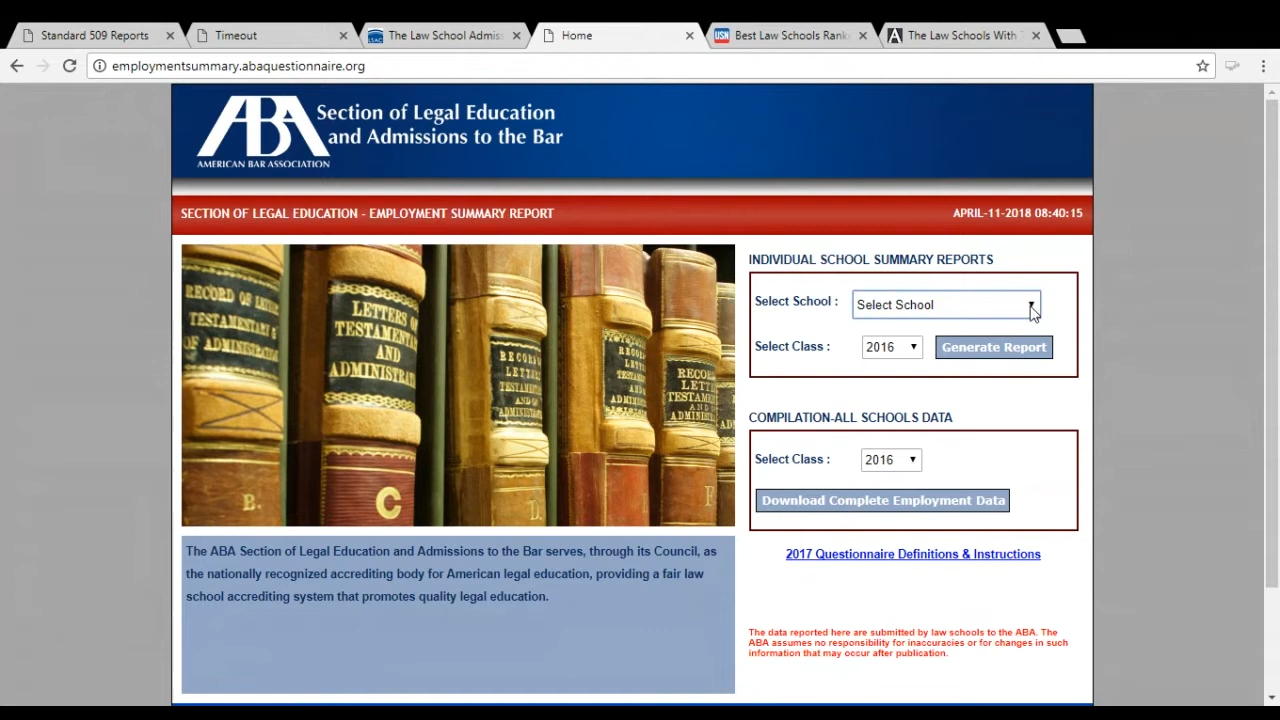 Standard 509 Reports
Timeout
The Law School Admiss
Home
Best Law Schools Rank
The Law Schools With
employmentsummary.abaquestionnaire.org
ABA
AMERICAN BAR ASSOCIATION
Section of Legal Education
and Admissions to the Bar
SECTION OF LEGAL EDUCATION - EMPLOYMENT SUMMARY REPORT
APRIL-11-2018 08:40:15
LETTERS
TESTAMENTARY
AND
C
B.
D.
F
INDIVIDUAL SCHOOL SUMMARY REPORTS
Select School :
Select School
Select Class :
2016
Generate Report
COMPILATION-ALL SCHOOLS DATA
Select Class :
2016
Download Complete Employment Data
2017 Questionnaire Definitions & Instructions
The data reported here are submitted by law schools to the ABA. The
ABA assumes no responsibility for inaccuracies or for changes in such
information that may occur after publication.
The ABA Section of Legal Education and Admissions to the Bar serves, through its Council, as
the nationally recognized accrediting body for American legal education, providing a fair law
school accrediting system that promotes quality legal education.